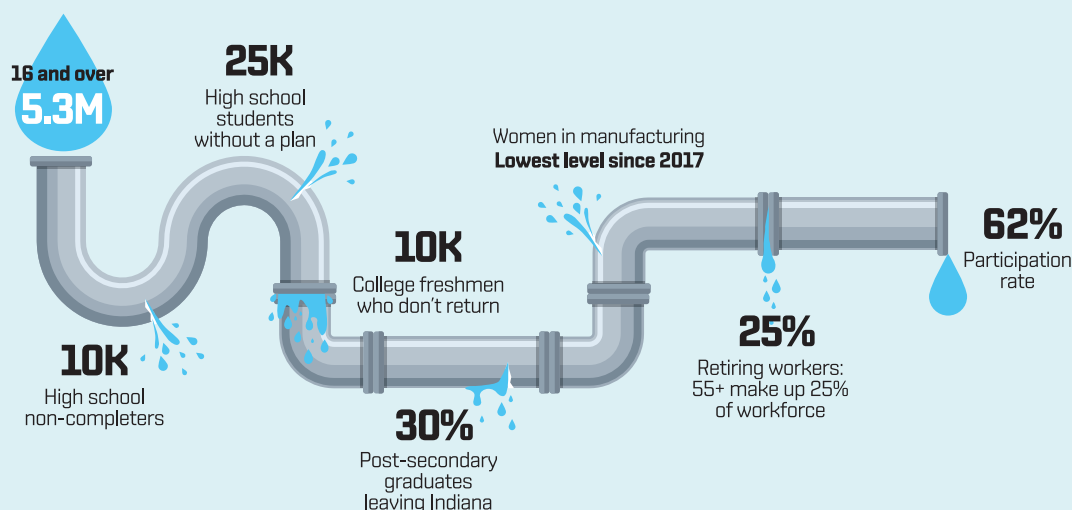 16 and over
5.3M
10K
High school
non-completers
25K
High school
students
without a plan
10K
College freshmen
who don't return
30%
Post-secondary
graduates
leaving Indiana
Women in manufacturing
Lowest level since 2017
25%
Retiring workers:
55+ make up 25%
of workforce
62%
Participation
rate